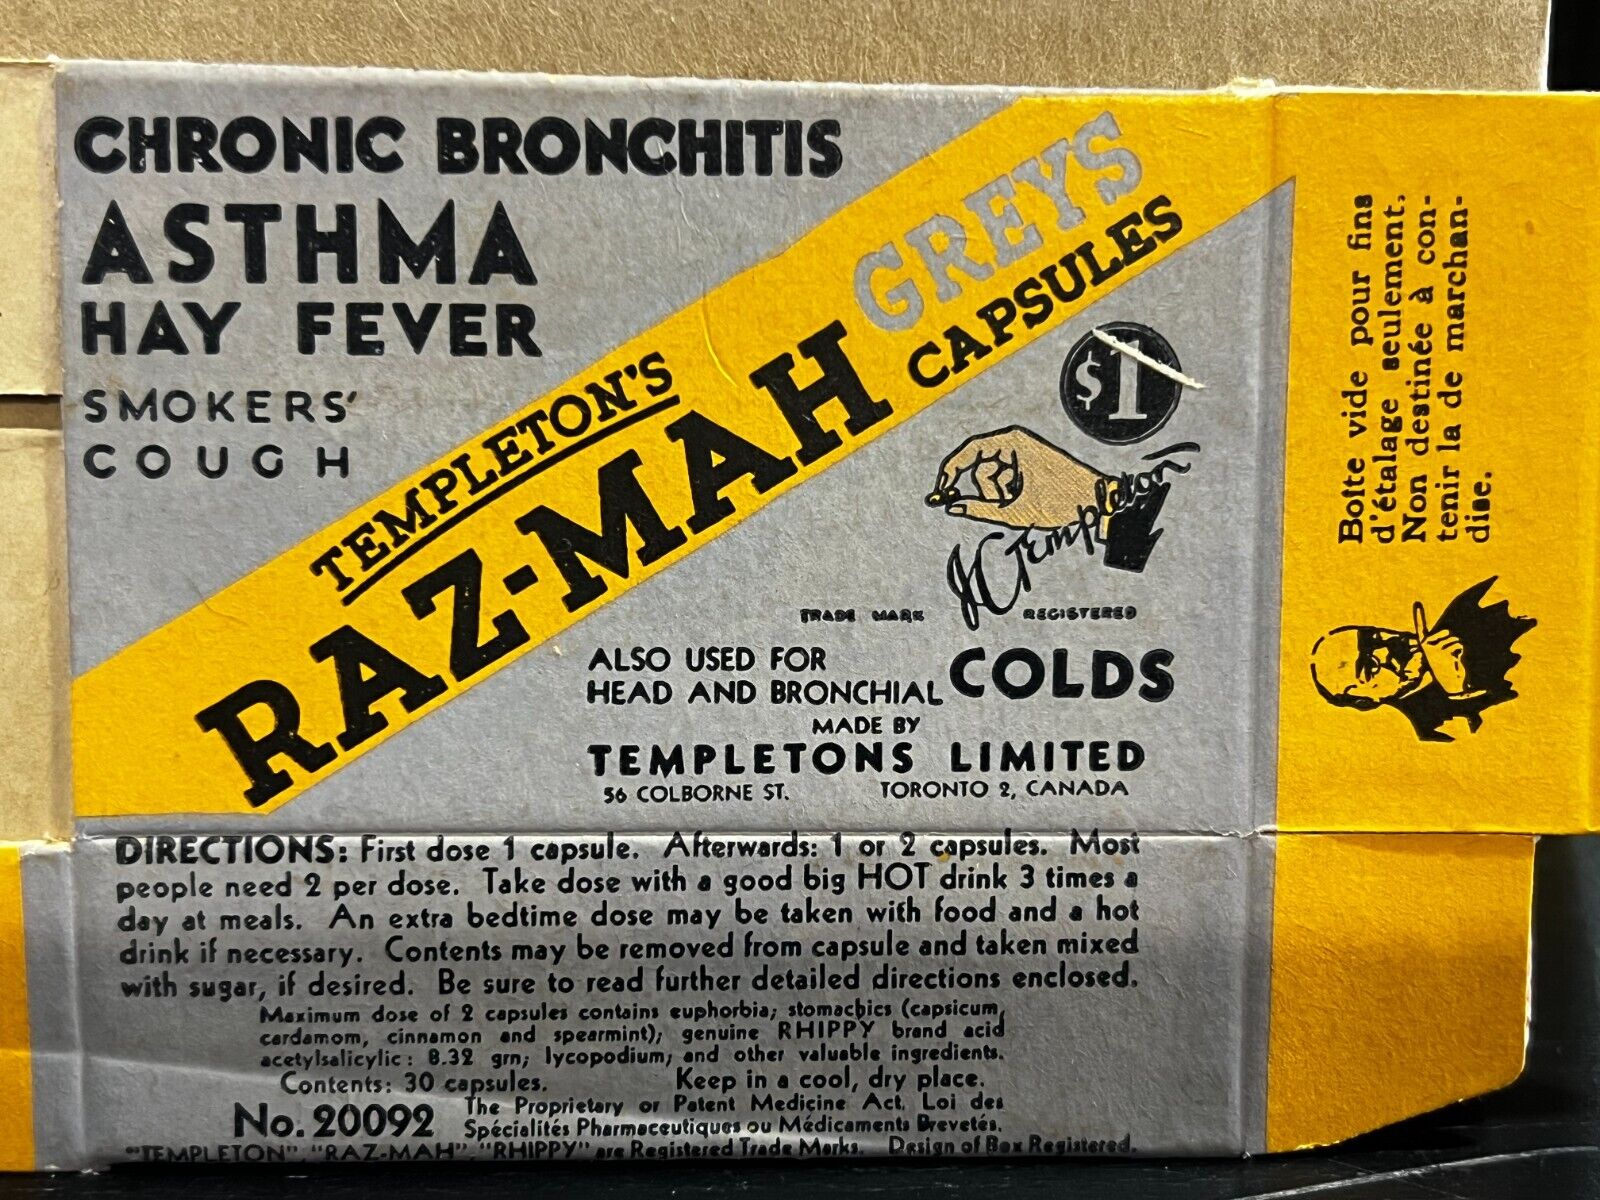 CHRONIC BRONCHITIS
ASTHMA
HAY FEVER
SMOKERS'
COUGH
TEMPLETON'S
RAZ-MAH
GREYS
CAPSULES
$1
JC Templeton
TRADE MARK REGISTERED
ALSO USED FOR
HEAD AND BRONCHIAL COLDS
MADE BY
TEMPLETONS LIMITED
56 COLBORNE ST. TORONTO 2, CANADA
Boîte vide pour fins
d'étalage seulement.
Non destinée à con-
tenir la de marchan-
dise.
DIRECTIONS: First dose 1 capsule. Afterwards: 1 or 2 capsules. Most
people need 2 per dose. Take dose with a good big HOT drink 3 times a
day at meals. An extra bedtime dose may be taken with food and a hot
drink if necessary. Contents may be removed from capsule and taken mixed
with sugar, if desired. Be sure to read further detailed directions enclosed.
Maximum dose of 2 capsules contains euphorbia; stomachics (capsicum,
cardamom, cinnamon and spearmint); genuine RHIPPY brand acid
acetylsalicylic: 8.32 grn; lycopodium; and other valuable ingredients.
Contents: 30 capsules. Keep in a cool, dry place.
No. 20092 The Proprietary or Patent Medicine Act. Loi des
Spécialités Pharmaceutiques ou Médicaments Brevetés.
"TEMPLETON", "RAZ-MAH", "RHIPPY" are Registered Trade Marks. Design of Box Registered.